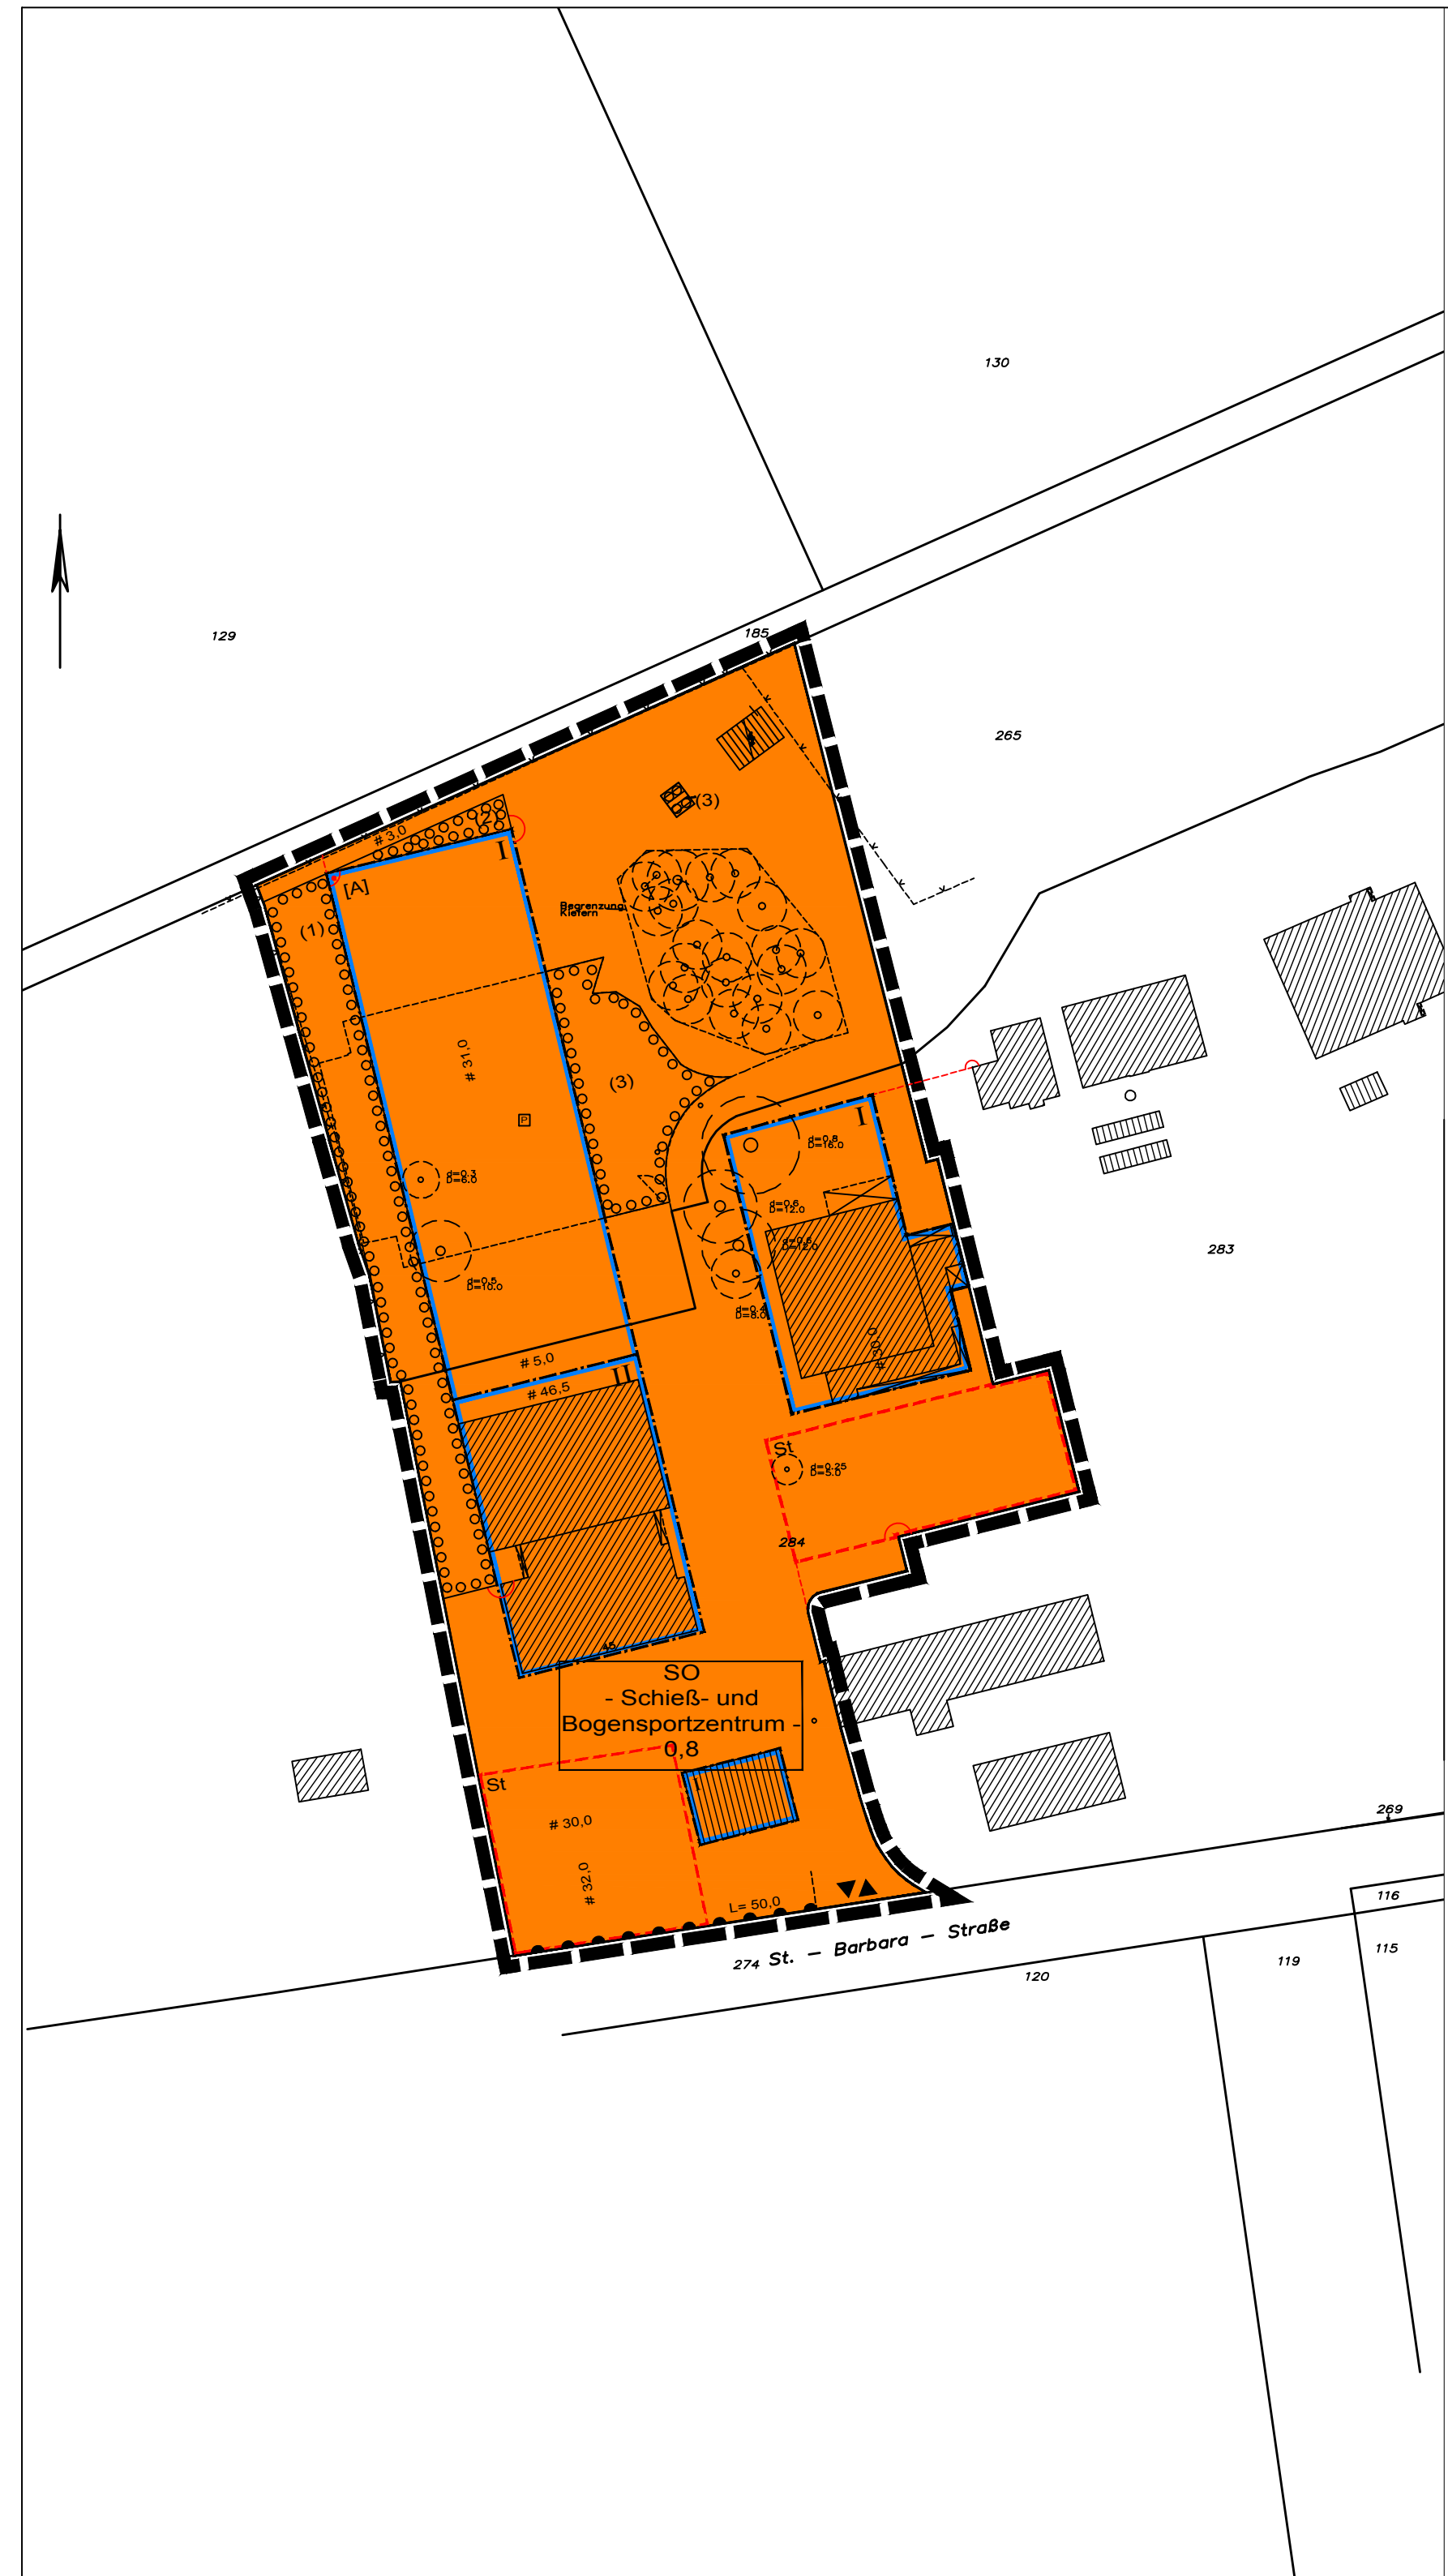 130
129
185
265
# 3,0
(2)
(3)
I
[A]
(1)
Begrenzung
Kiefern
# 31,0
(3)
P
I
d=0.8
D=16.0
d=0.3
D=6.0
d=0.6
D=12.0
d=0.6
D=12.0
283
d=0.5
D=10.0
d=0.4
D=8.0
# 30,0
# 5,0
II
# 46,5
St
d=0.25
D=5.0
284
45
SO
- Schieß- und
Bogensportzentrum -
0,8
St
I
# 30,0
269
# 32,0
L= 50,0
116
St. – Barbara – Straße
274
115
119
120